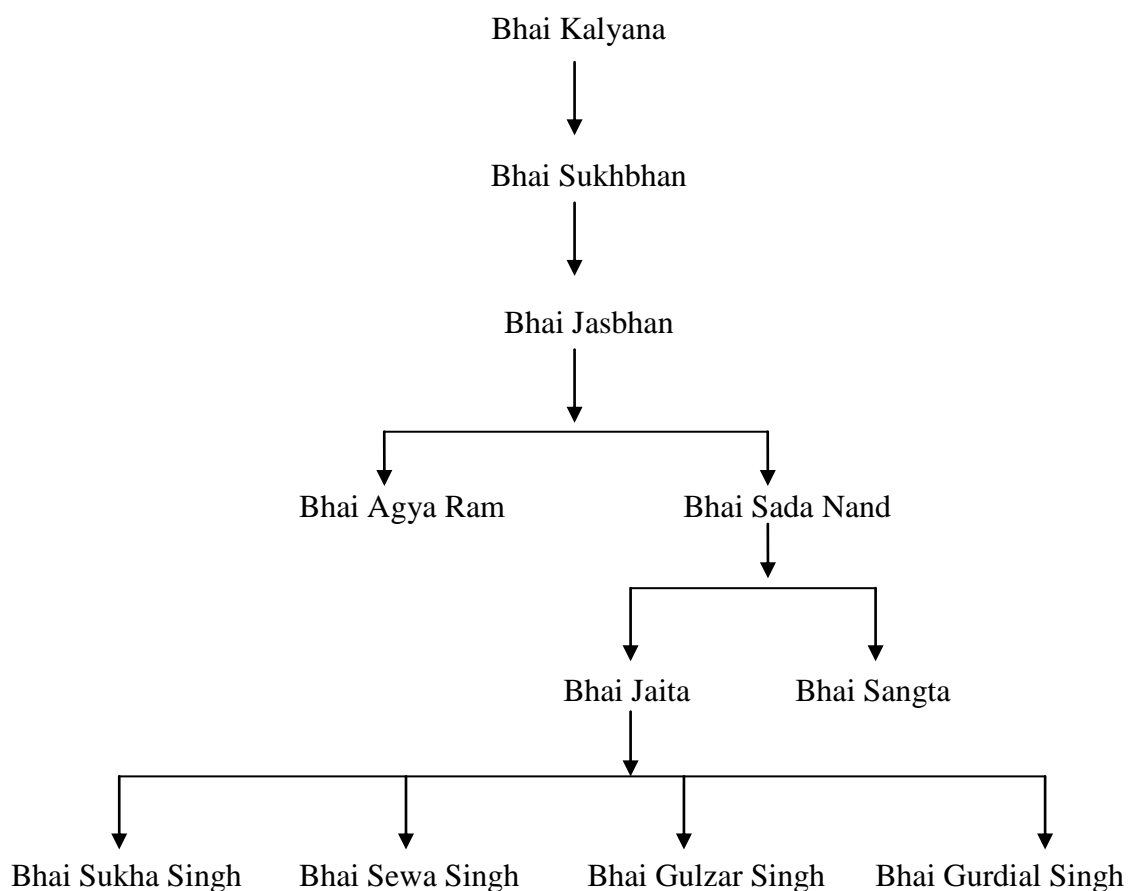 Bhai Kalyana
Bhai Sukhbhan
Bhai Jasbhan
Bhai Agya Ram Bhai Sada Nand
Bhai Jaita Bhai Sangta
Bhai Sukha Singh Bhai Sewa Singh Bhai Gulzar Singh Bhai Gurdial Singh